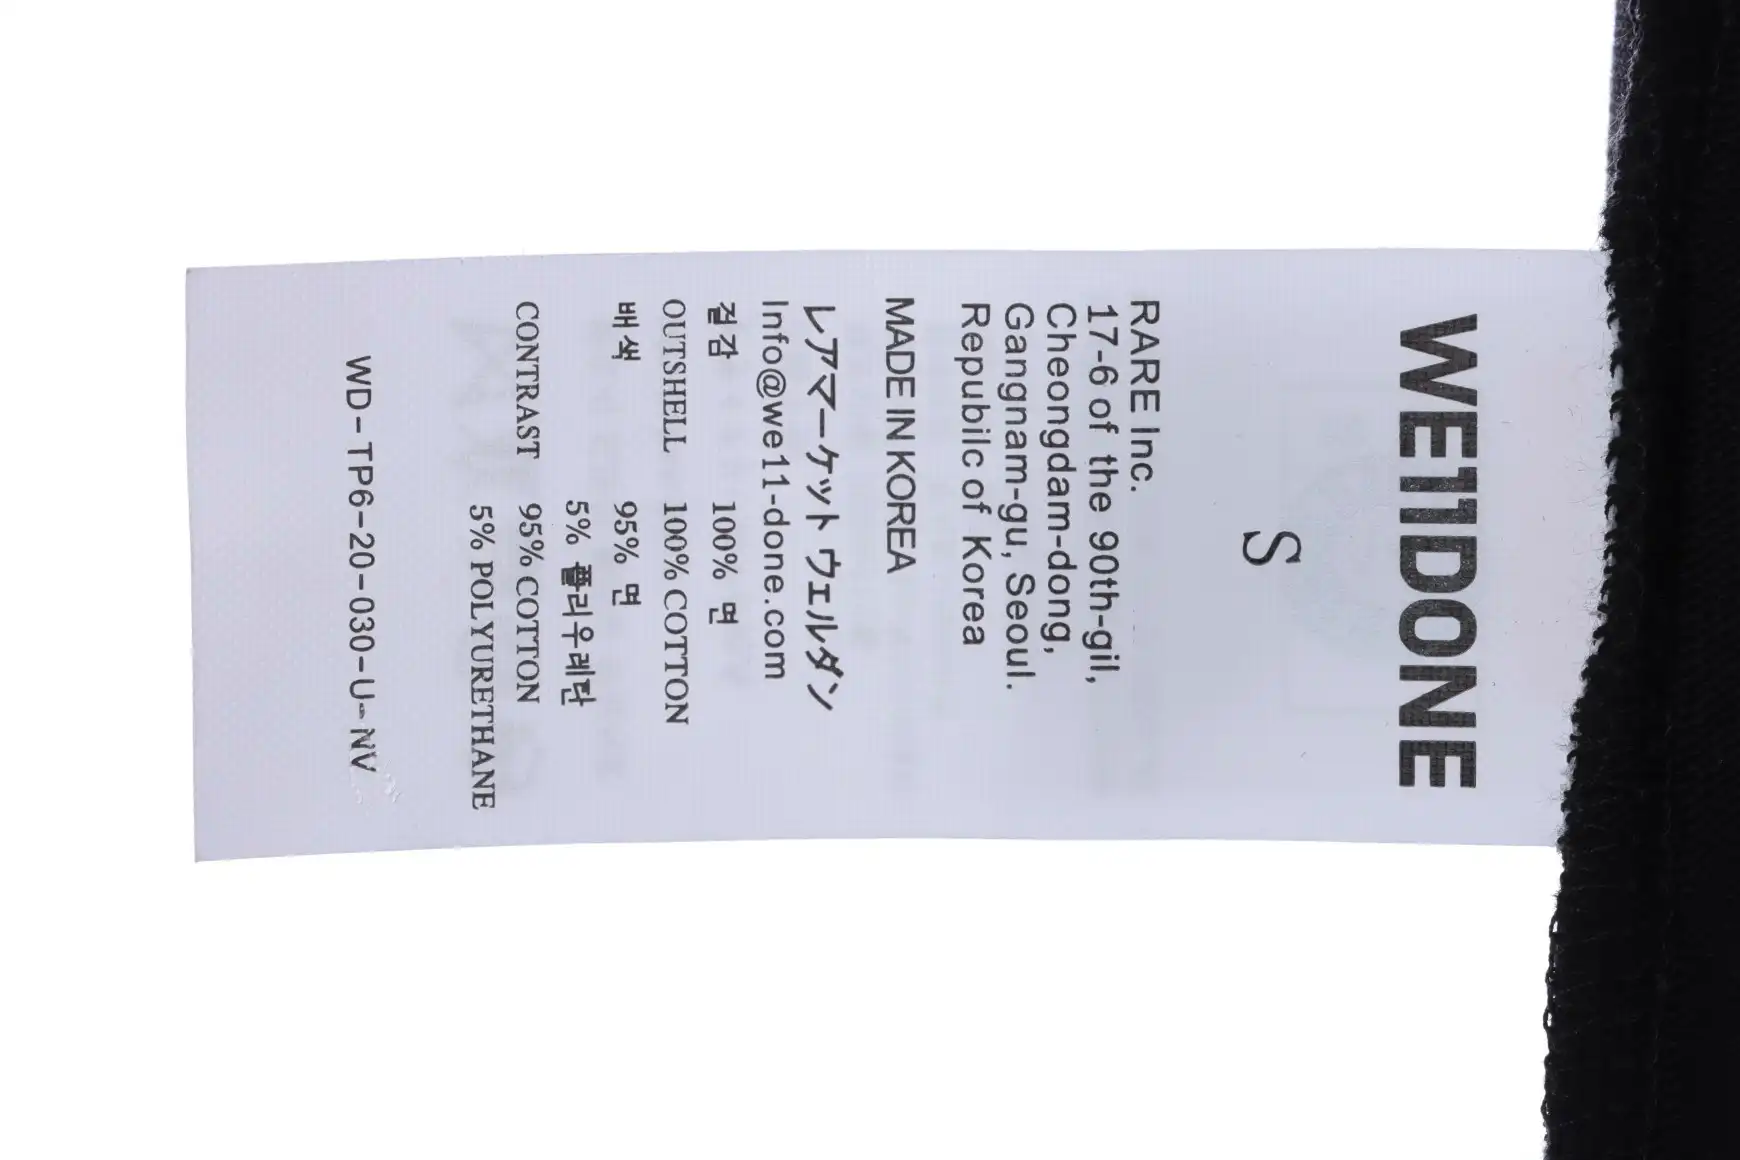 WE11DONE
S
RARE Inc.
17-6 of the 90th-gil,
Cheongdam-dong,
Gangnam-gu, Seoul.
Republic of Korea
MADE IN KOREA
レアマーケット ウェルダン
Info@we11-done.com
겉감 100% 면
OUTSHELL 100% COTTON
배색 95% 면
5% 폴리우레탄
CONTRAST 95% COTTON
5% POLYURETHANE
WD-TP6-20-030-U-NV